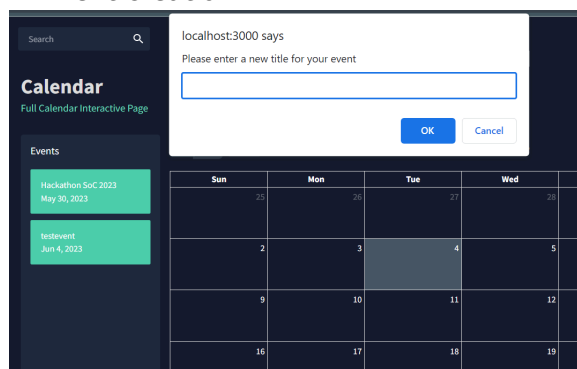 Search
localhost:3000 says
Please enter a new title for your event
OK
Cancel
Calendar
Full Calendar Interactive Page
Events
Hackathon SoC 2023
May 30, 2023
testevent
Jun 4, 2023
Sun Mon Tue Wed
25 26 27 28
2 3 4 5
9 10 11 12
16 17 18 19